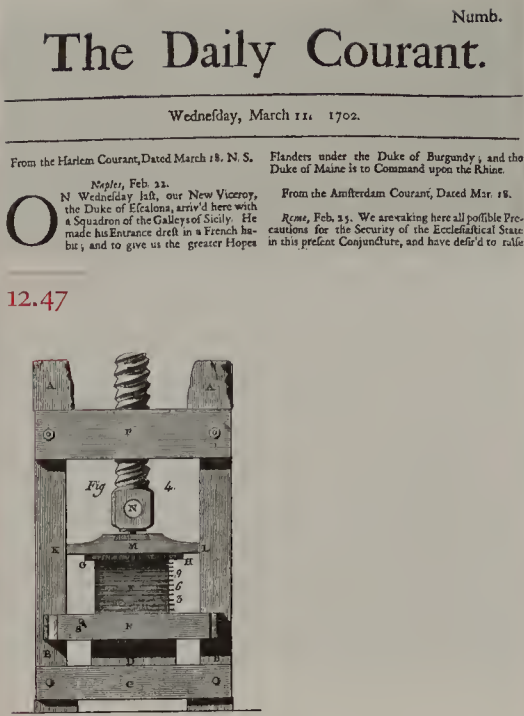 Numb.
The Daily Courant.
Wedneſday, March 11. 1702.
From the Harlem Courant, Dated March 18. N. S.
Naples, Feb. 22.
ON Wedneſday laſt, our New Viceroy,
the Duke of Eſcalona, arriv'd here with
a Squadron of the Galleys of Sicily. He
made his Entrance dreſt in a French ha-
bit; and to give us the greater Hopes
Flanders under the Duke of Burgundy; and tho
Duke of Maine is to Command upon the Rhine.
From the Amſterdam Courant, Dated Mar. 18.
Rome, Feb. 25. We are taking here all poſſible Pre-
cautions for the Security of the Eccleſiaſtical State
in this preſent Conjuncture, and have deſir'd to raiſe
12.47
A A
P
Fig 4.
N
K M L
G H
9
6
3
F
B D B
C